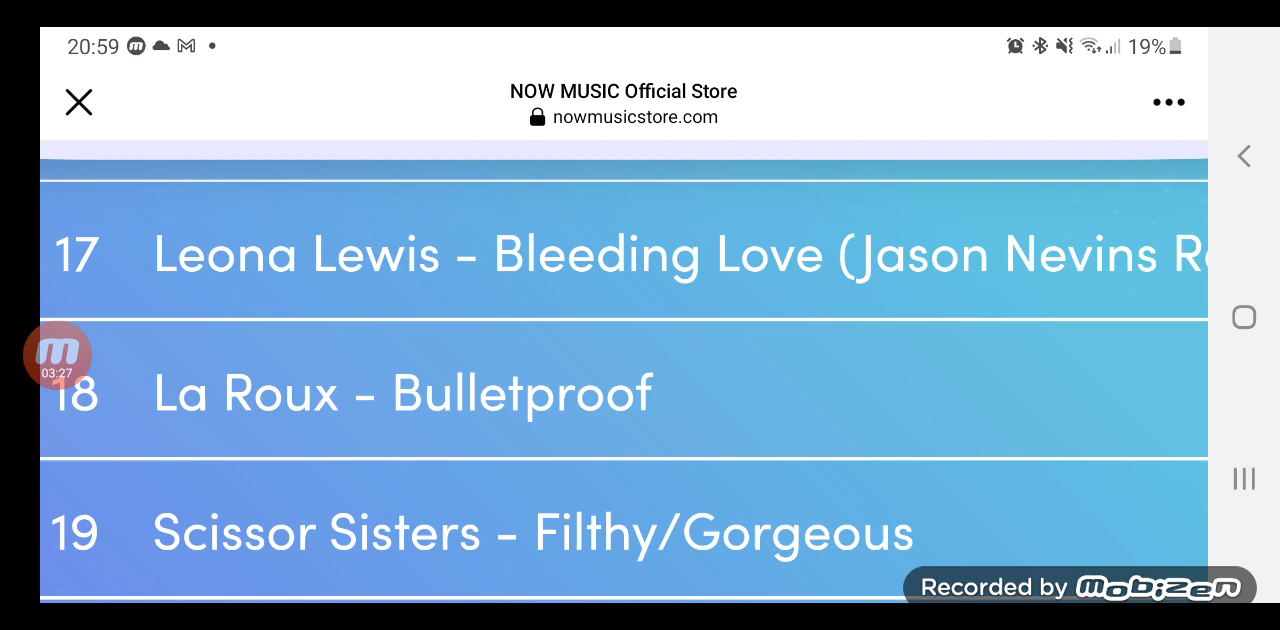 20:59
19%
NOW MUSIC Official Store
nowmusicstore.com
17 Leona Lewis - Bleeding Love (Jason Nevins
m
03:27
18 La Roux - Bulletproof
19 Scissor Sisters - Filthy/Gorgeous
Recorded by mobizen